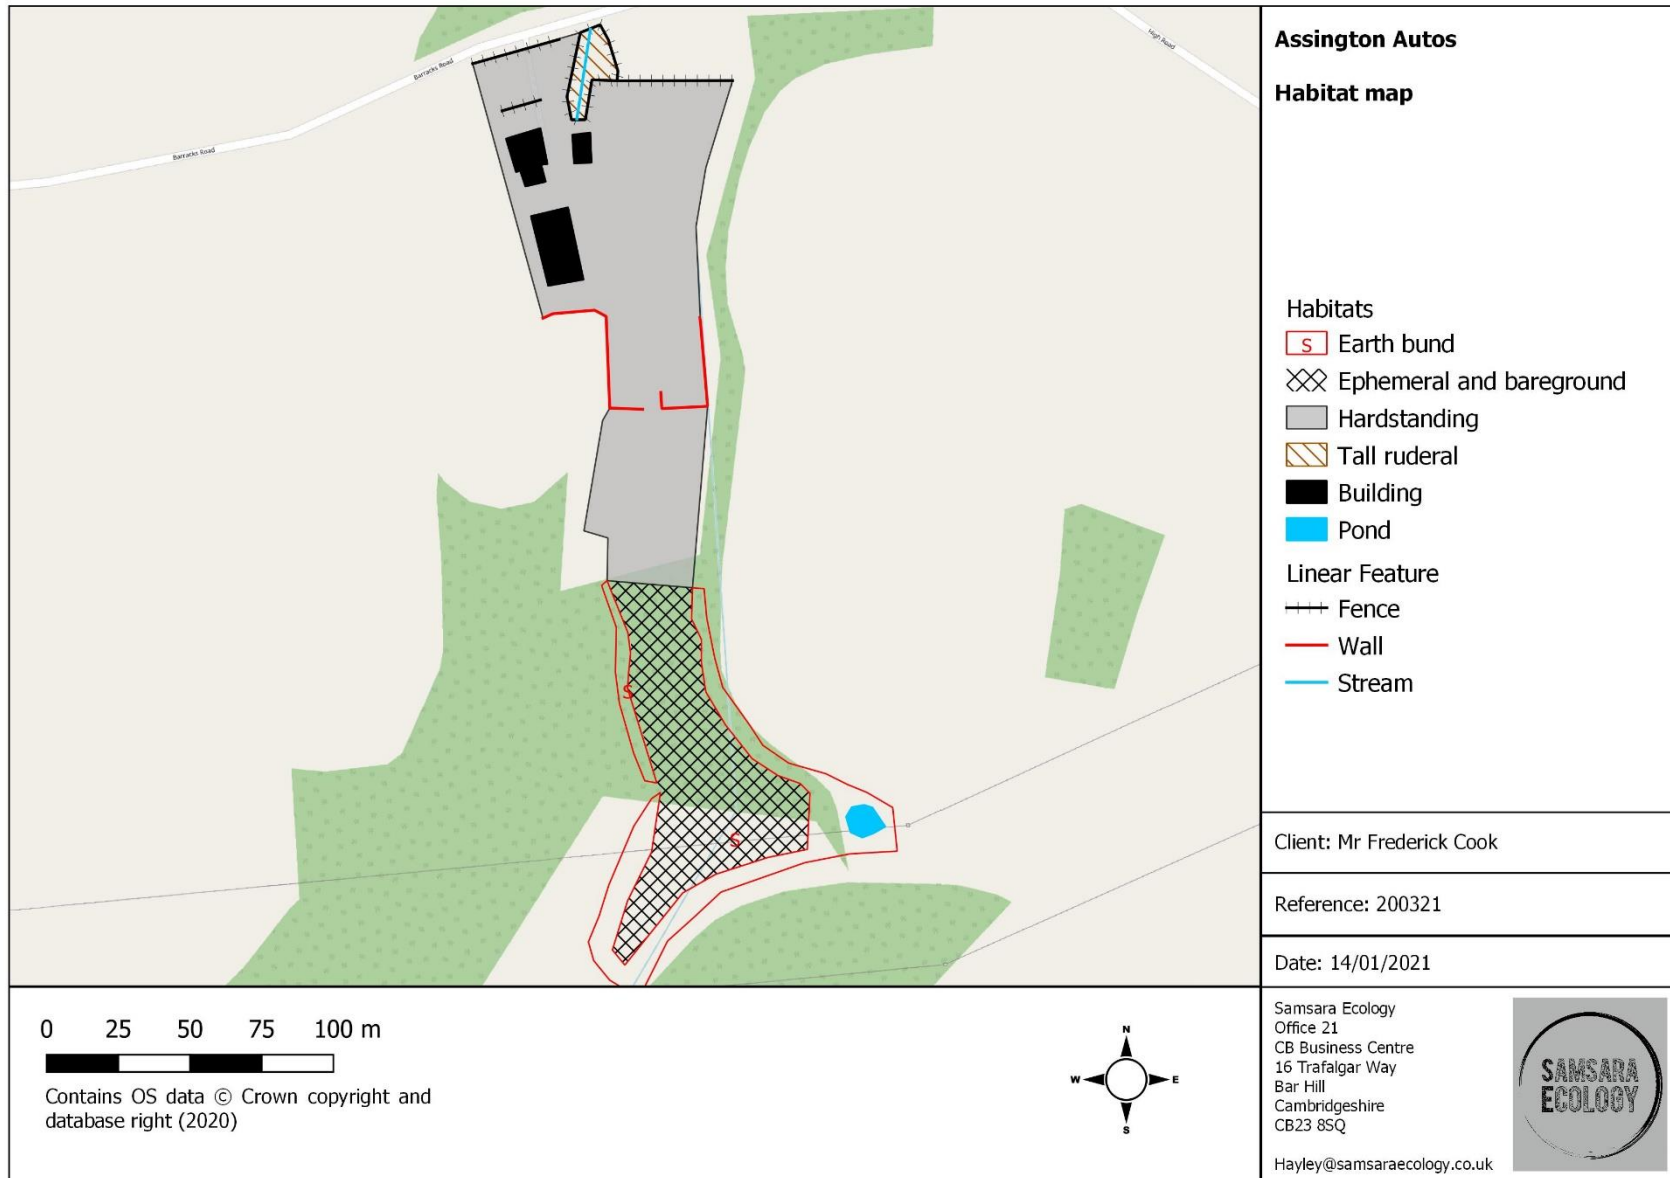 Assington Autos
Habitat map
High Road
Barracks Road
Barracks Road
S
S
Habitats
S Earth bund
Ephemeral and bareground
Hardstanding
Tall ruderal
Building
Pond
Linear Feature
Fence
Wall
Stream
Client: Mr Frederick Cook
Reference: 200321
Date: 14/01/2021
0 25 50 75 100 m
Contains OS data © Crown copyright and
database right (2020)
N
W E
S
Samsara Ecology
Office 21
CB Business Centre
16 Trafalgar Way
Bar Hill
Cambridgeshire
CB23 8SQ
Hayley@samsaraecology.co.uk
SAMSARA
ECOLOGY